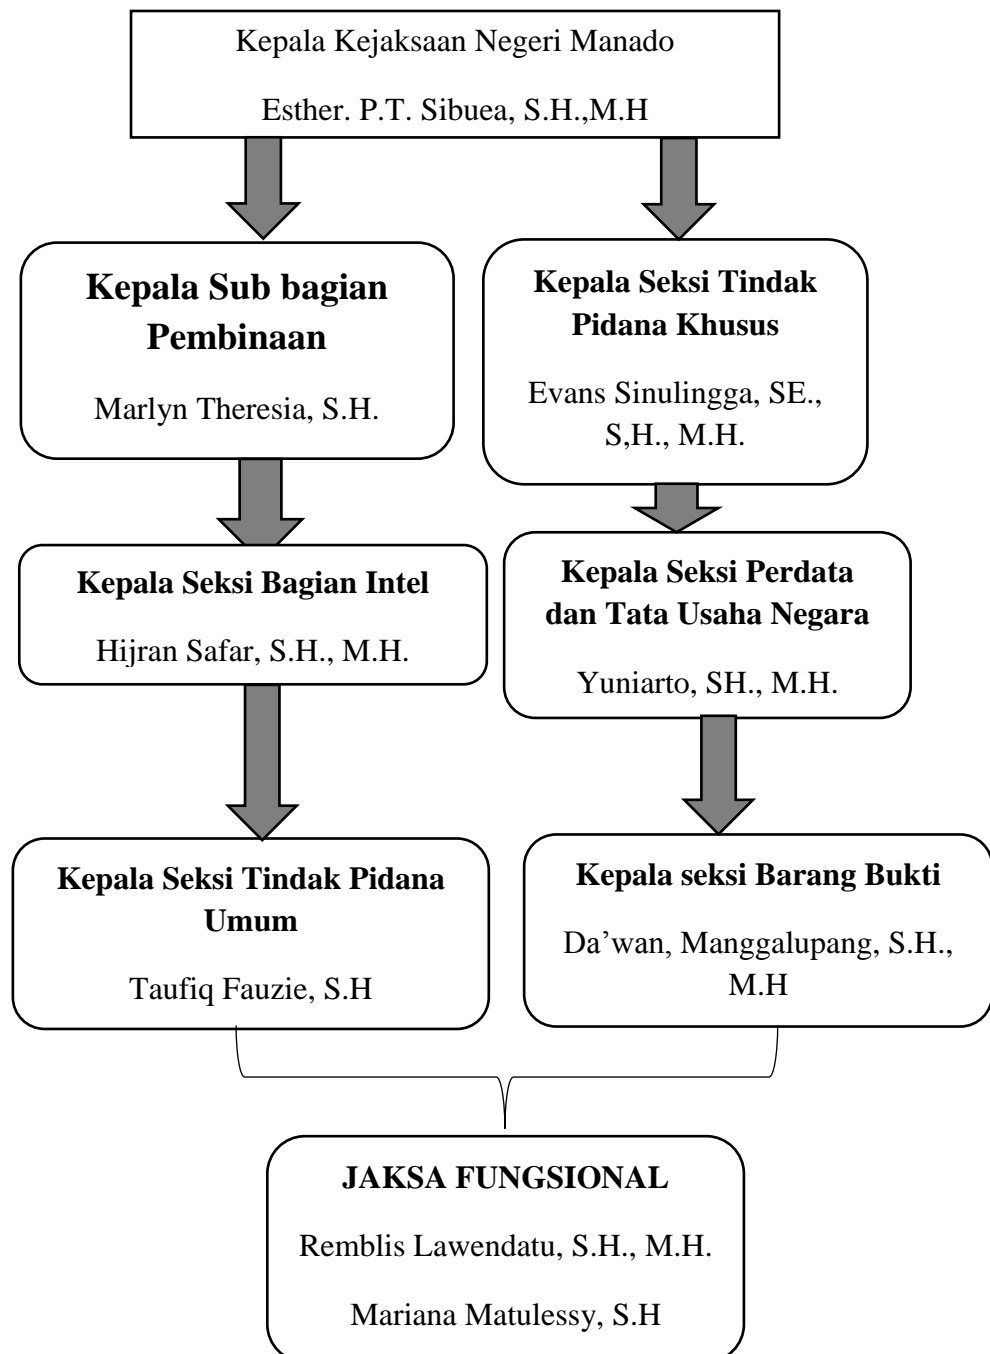 Kepala Kejaksaan Negeri Manado
Esther. P.T. Sibuea, S.H.,M.H
Kepala Sub bagian
Pembinaan
Marlyn Theresia, S.H.
Kepala Seksi Tindak
Pidana Khusus
Evans Sinulingga, SE.,
S,H., M.H.
Kepala Seksi Bagian Intel
Hijran Safar, S.H., M.H.
Kepala Seksi Perdata
dan Tata Usaha Negara
Yuniarto, SH., M.H.
Kepala Seksi Tindak Pidana
Umum
Taufiq Fauzie, S.H
Kepala seksi Barang Bukti
Da’wan, Manggalupang, S.H.,
M.H
JAKSA FUNGSIONAL
Remblis Lawendatu, S.H., M.H.
Mariana Matulessy, S.H